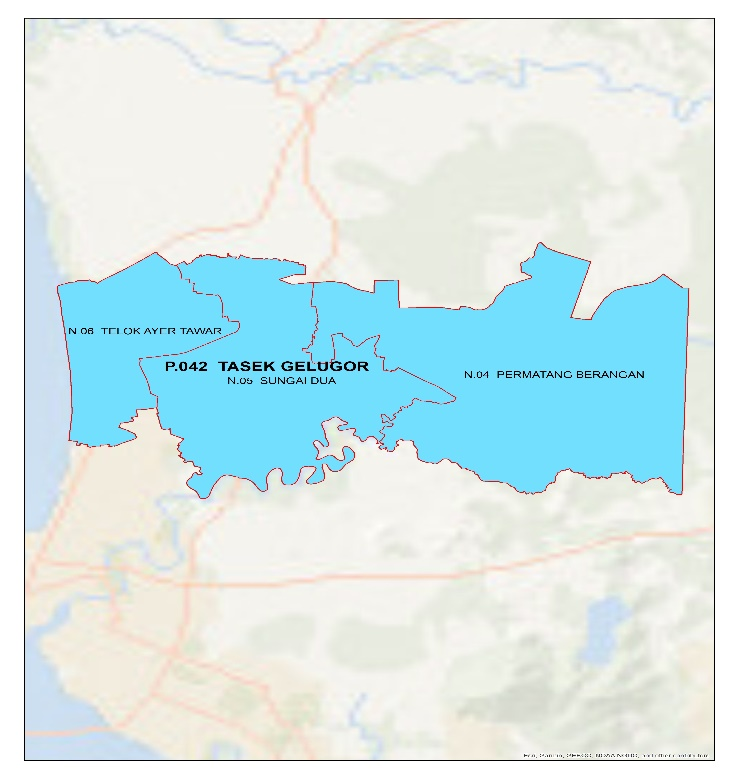 N.06 TELOK AYER TAWAR
P.042 TASEK GELUGOR
N.05 SUNGAI DUA
N.04 PERMATANG BERANGAN